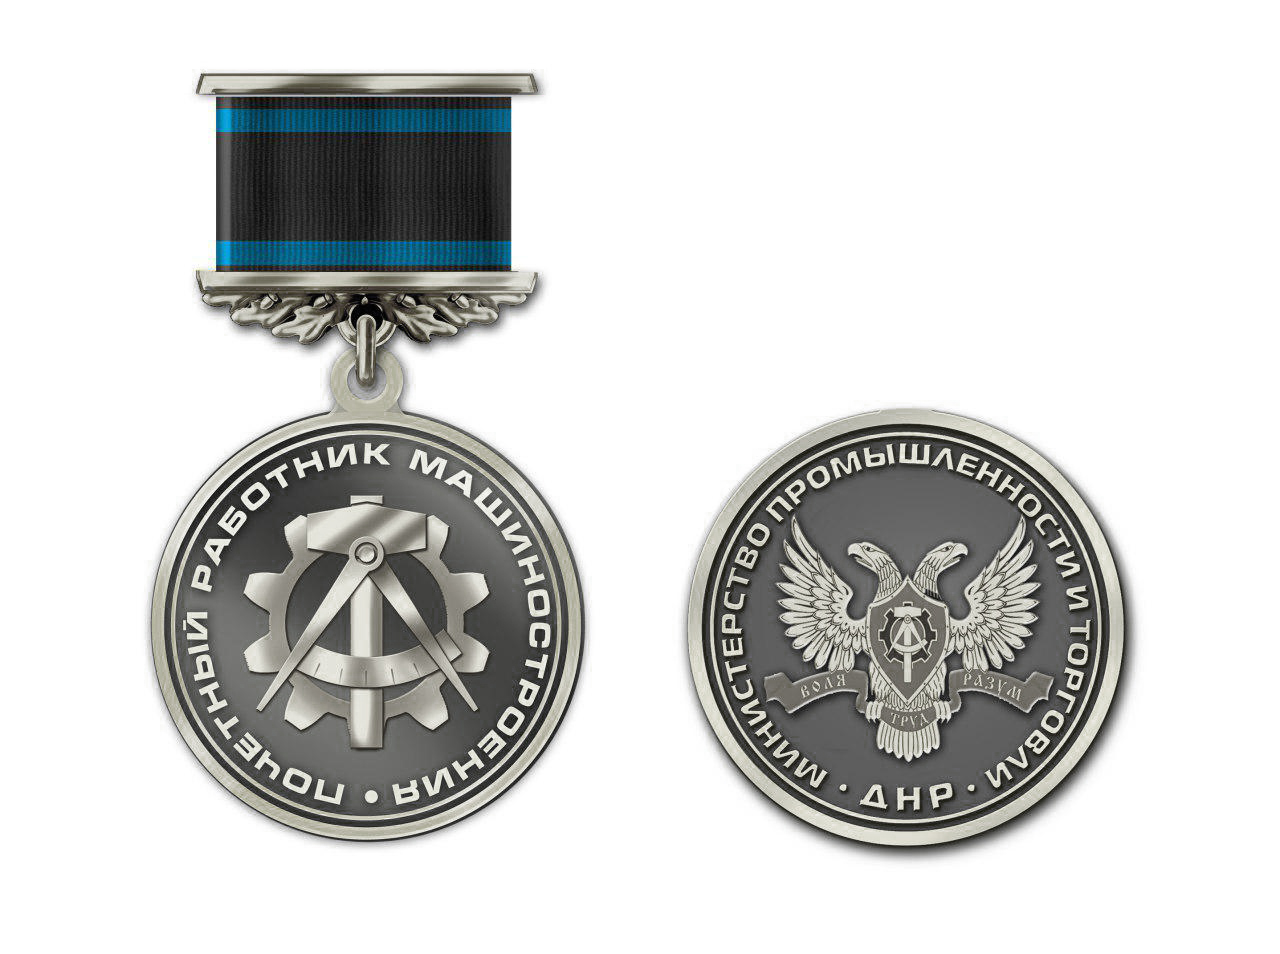 ПОЧЕТНЫЙ РАБОТНИК МАШИНОСТРОЕНИЯ •
МИНИСТЕРСТВО ПРОМЫШЛЕННОСТИ И ТОРГОВЛИ
• ДНР •
ВОЛЯ
ТРУД
РАЗУМ